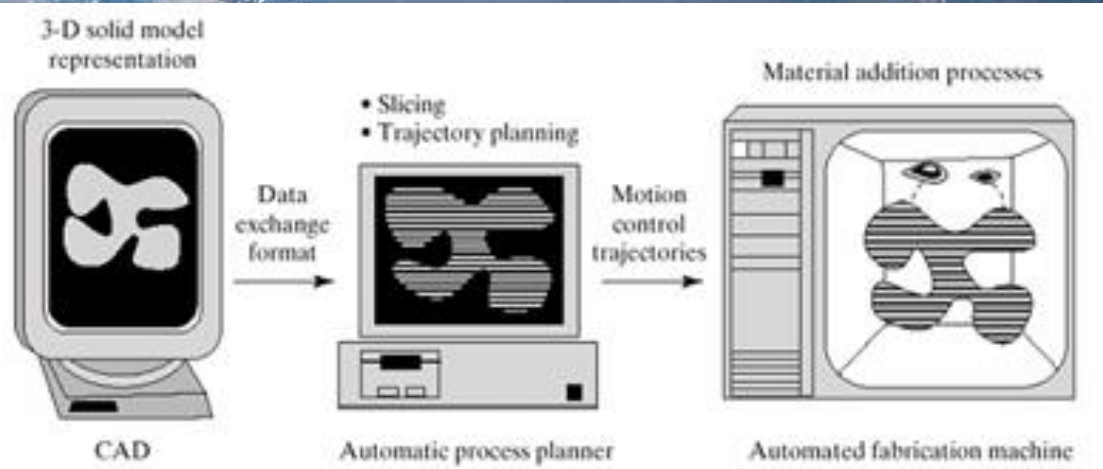 3-D solid model
representation
• Slicing
• Trajectory planning
Material addition processes
Data
exchange
format
Motion
control
trajectories
CAD
Automatic process planner
Automated fabrication machine